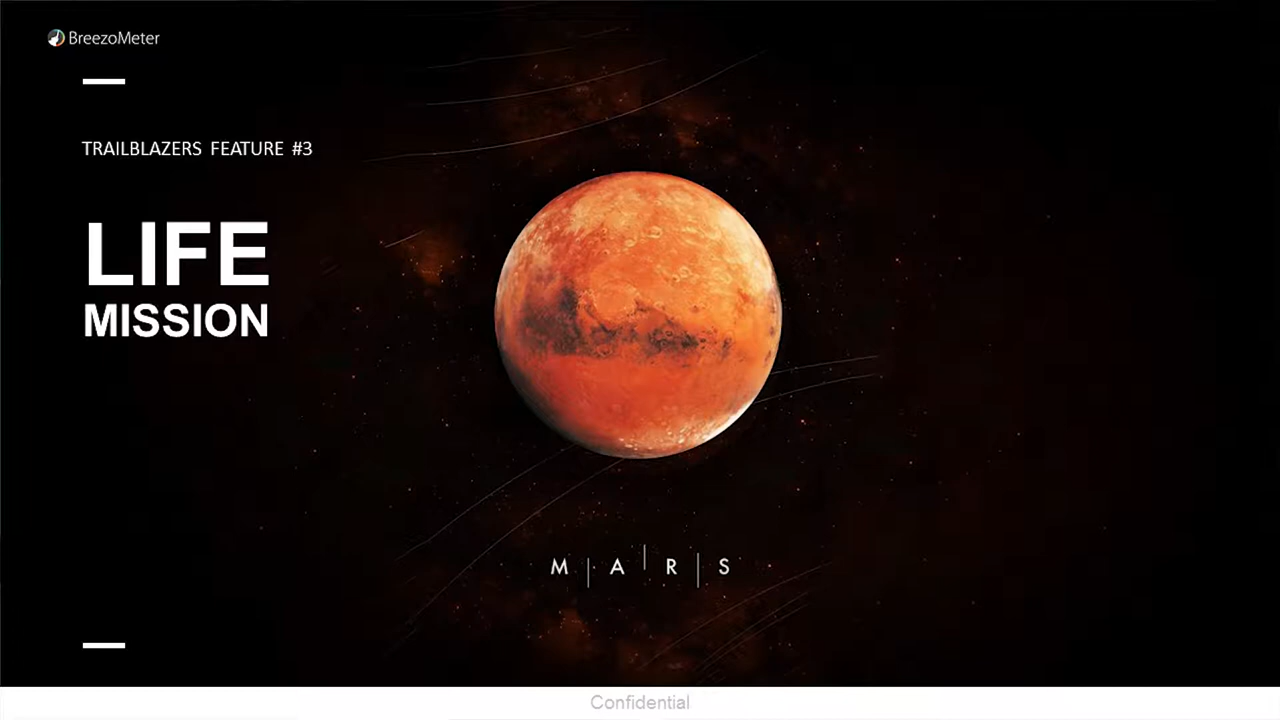 BreezoMeter
TRAILBLAZERS FEATURE #3
LIFE
MISSION
M | A | R | S
Confidential